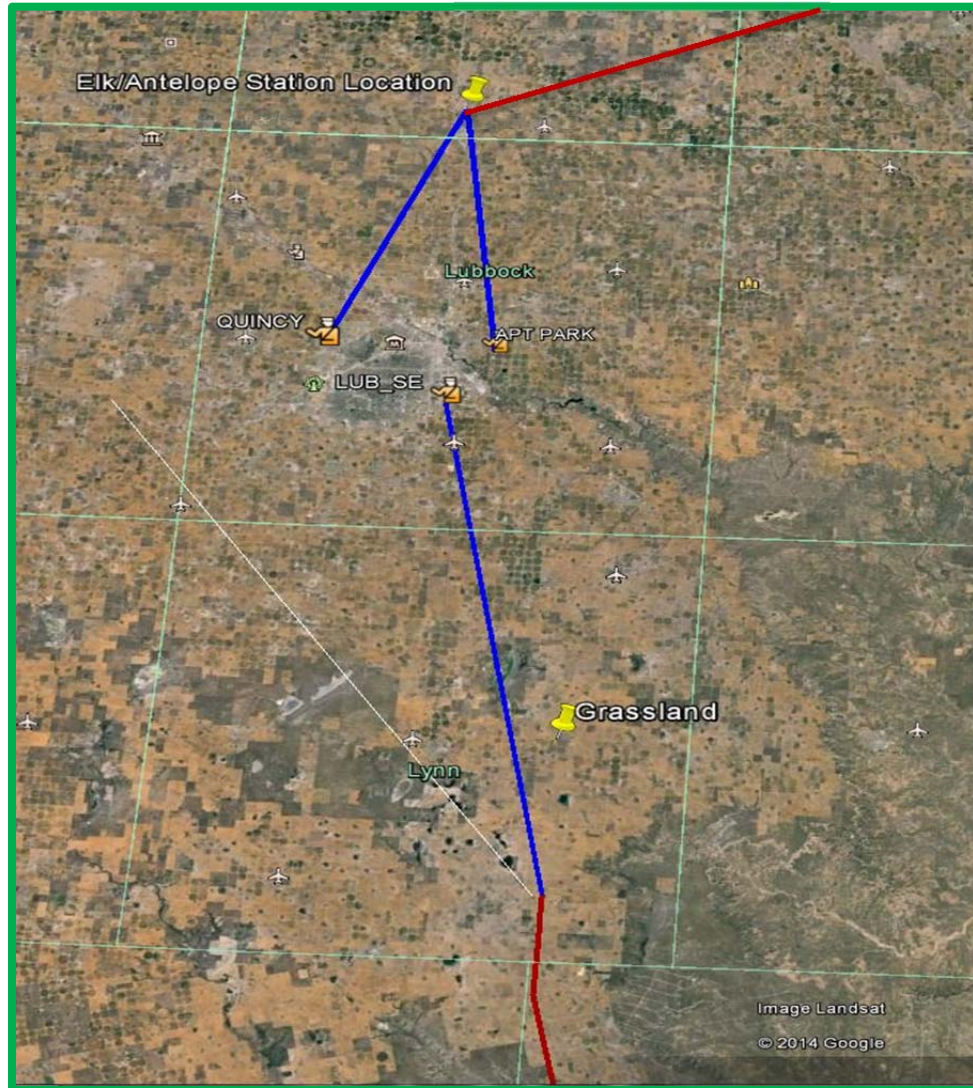 Elk/Antelope Station Location
Lubbock
QUINCY
APT PARK
LUB_SE
Grassland
Lynn
Image Landsat
© 2014 Google